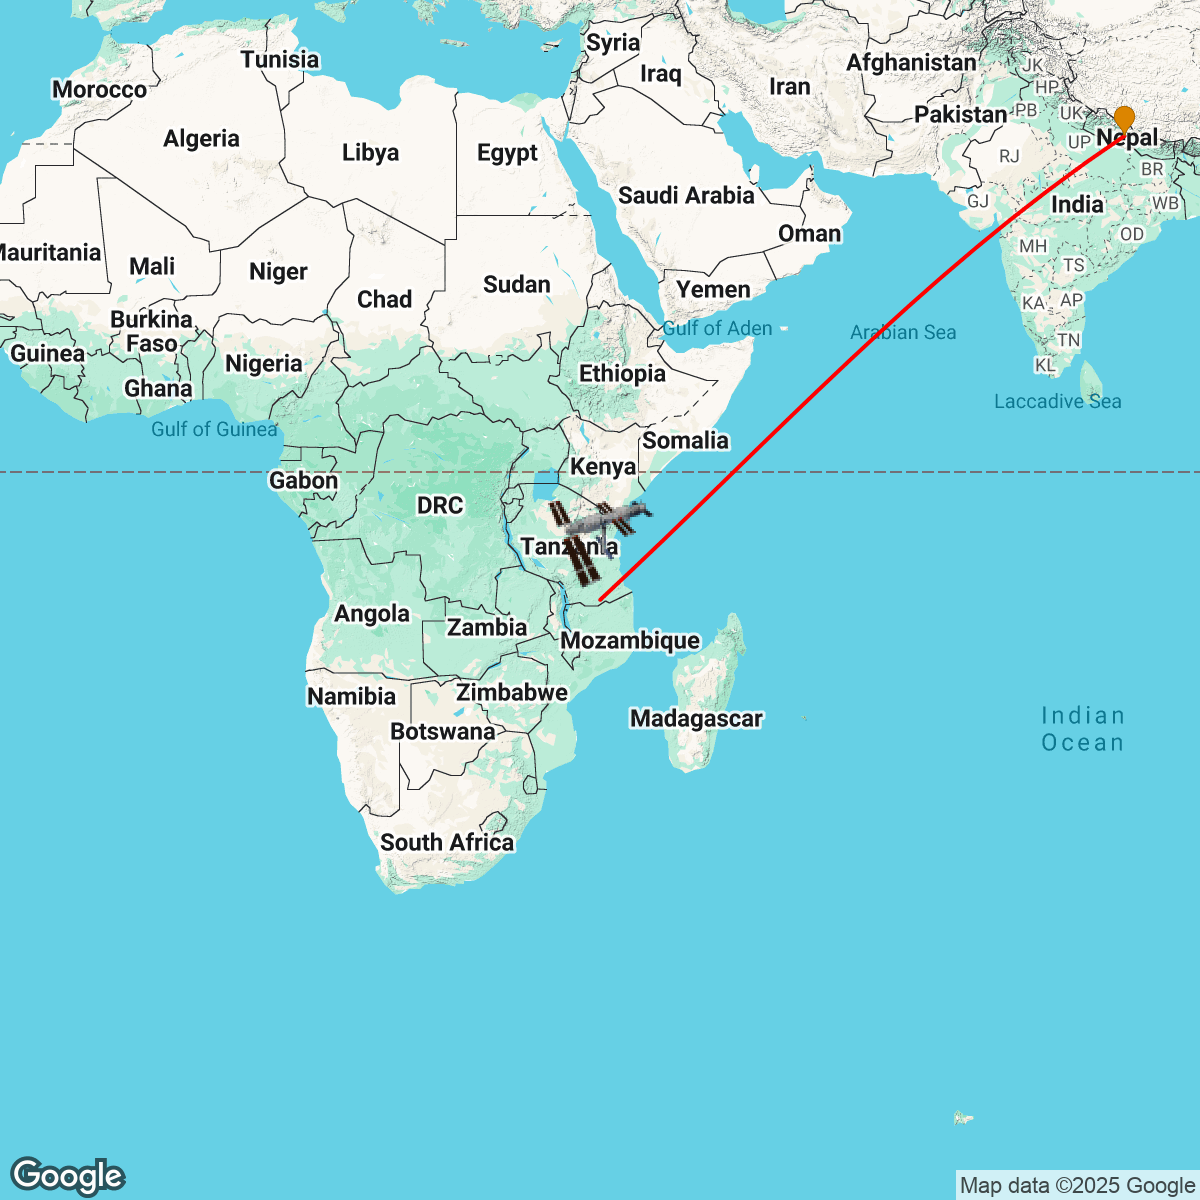 Syria
Tunisia
Iraq
Afghanistan
JK
Morocco
Iran
HP
Pakistan
PB
UK
Algeria
Libya
Egypt
Nepal
UP
RJ
BR
Saudi Arabia
GJ
India
WB
Oman
OD
Mauritania
Mali
Niger
MH
TS
Sudan
Yemen
Chad
KA
AP
Burkina
Faso
Gulf of Aden
Arabian Sea
TN
Guinea
Nigeria
KL
Ethiopia
Ghana
Laccadive Sea
Gulf of Guinea
Somalia
Kenya
Gabon
DRC
Tanzania
Angola
Zambia
Mozambique
Namibia
Zimbabwe
Madagascar
Botswana
Indian
Ocean
South Africa
Google
Map data ©2025 Google